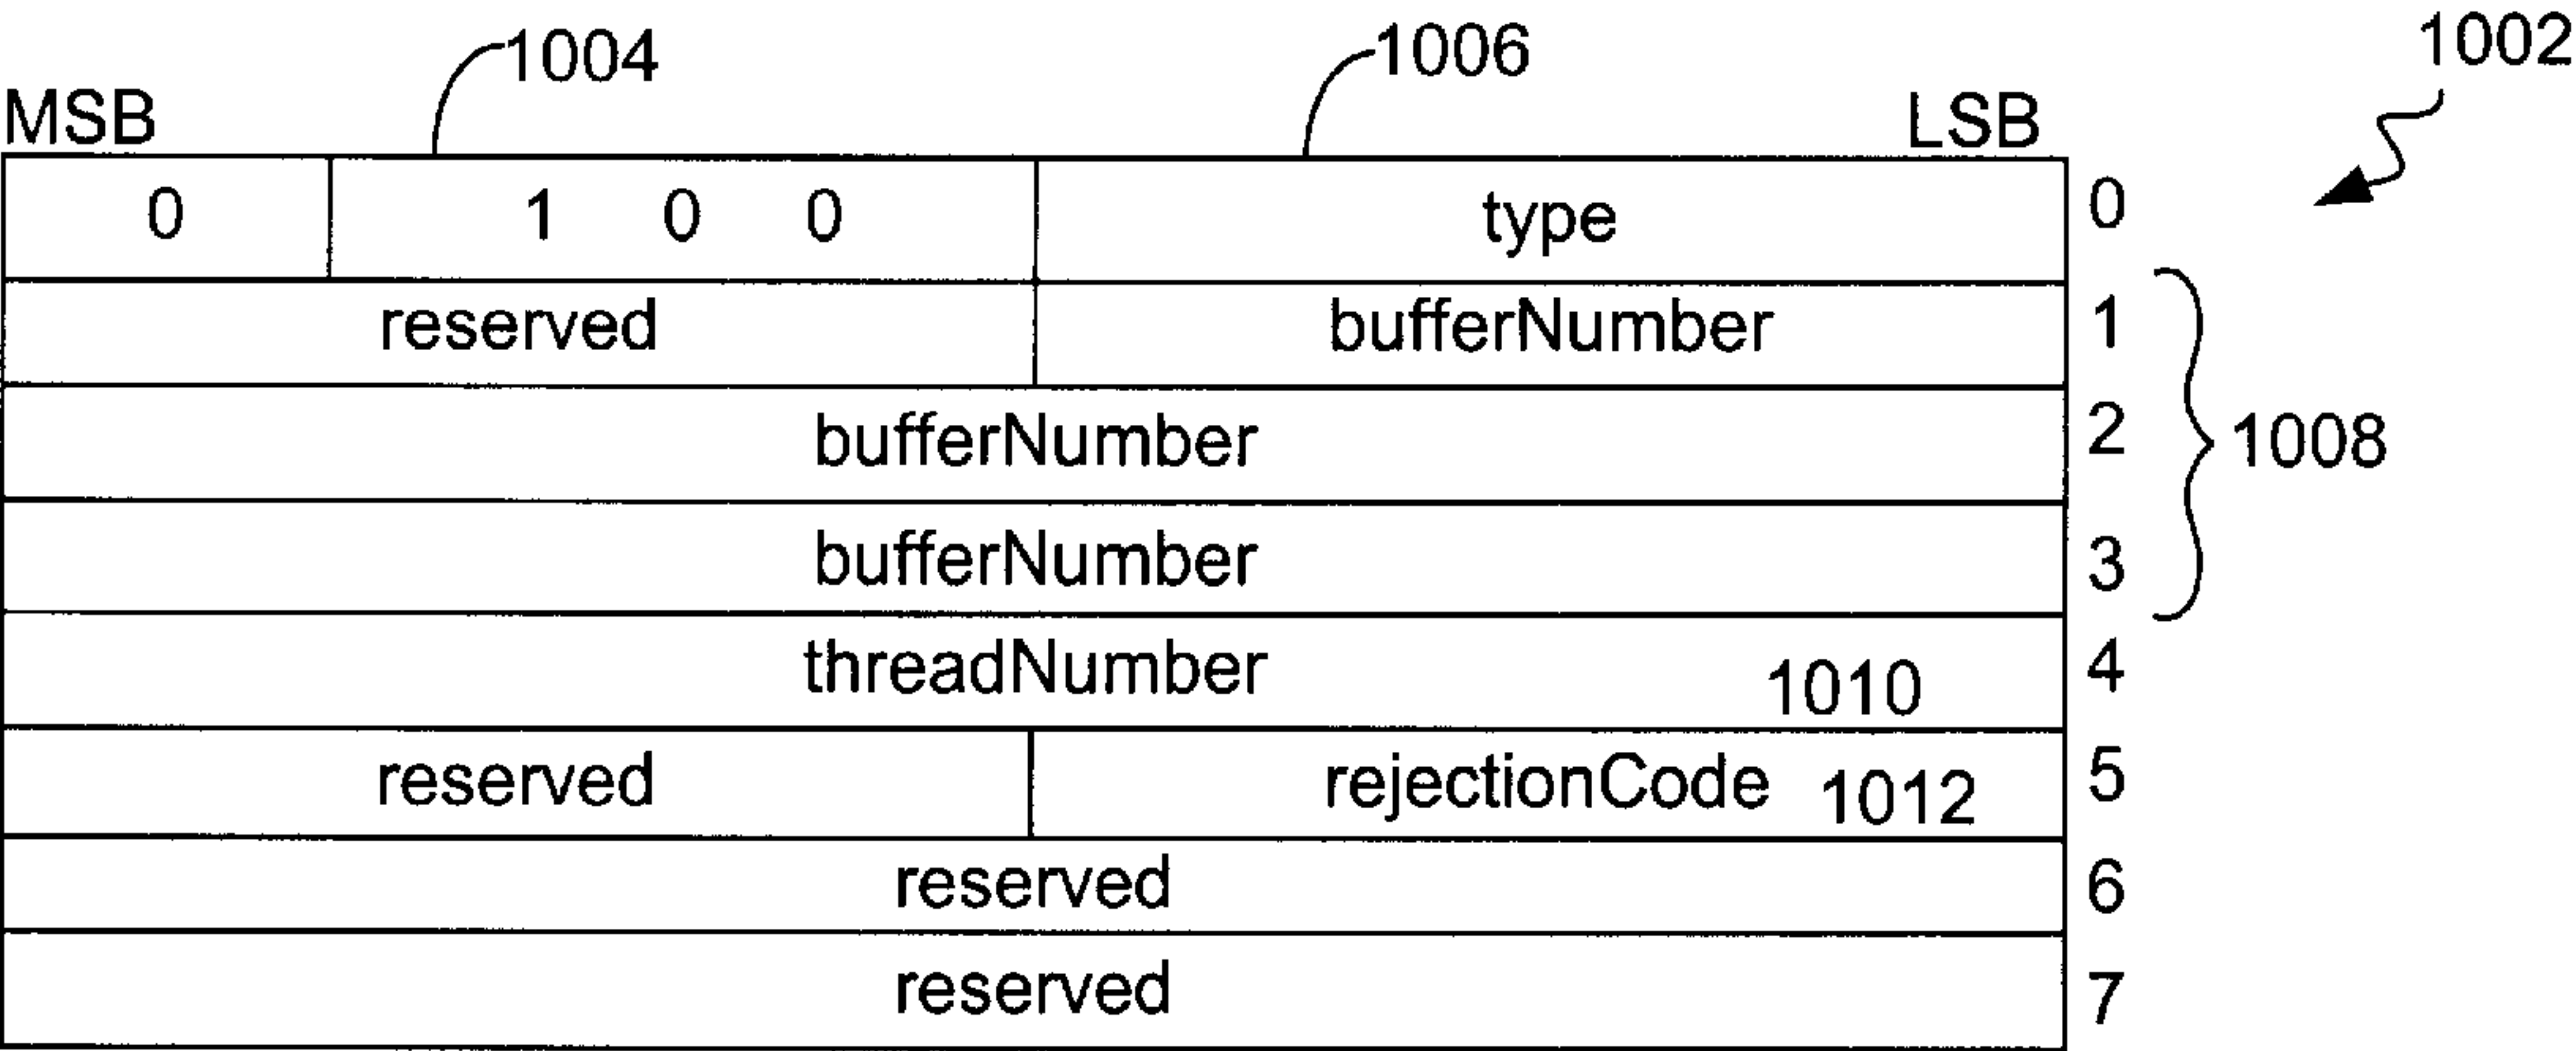 1004 1006 1002
MSB LSB
0 1 0 0 type 0
reserved bufferNumber 1
bufferNumber 2 1008
bufferNumber 3
threadNumber 1010 4
reserved rejectionCode 1012 5
reserved 6
reserved 7